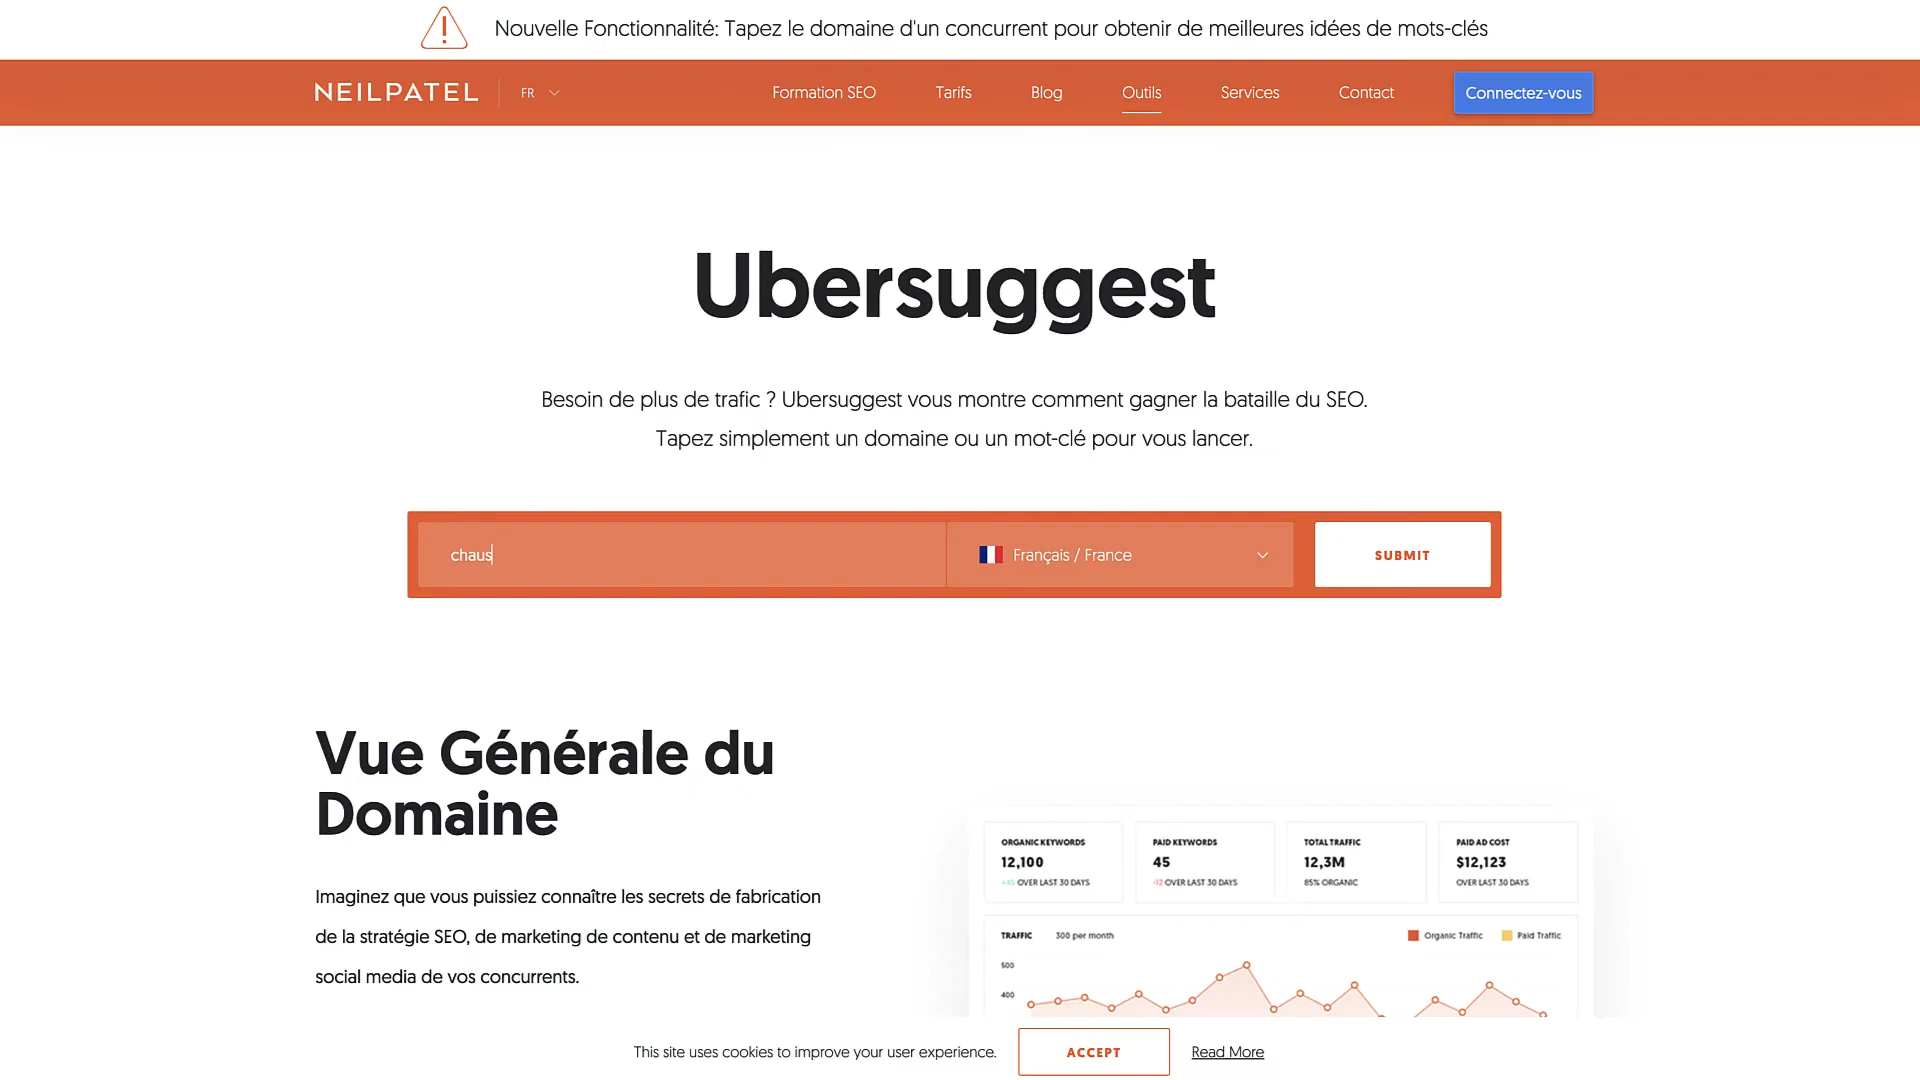 Nouvelle Fonctionnalité: Tapez le domaine d'un concurrent pour obtenir de meilleures idées de mots-clés
NEILPATEL FR Formation SEO Tarifs Blog Outils Services Contact Connectez-vous
Ubersuggest
Besoin de plus de trafic ? Ubersuggest vous montre comment gagner la bataille du SEO.
Tapez simplement un domaine ou un mot-clé pour vous lancer.
chaus Français / France SUBMIT
Vue Générale du
Domaine
Imaginez que vous puissiez connaître les secrets de fabrication
de la stratégie SEO, de marketing de contenu et de marketing
social media de vos concurrents.
ORGANIC KEYWORDS PAID KEYWORDS TOTAL TRAFFIC PAID AD COST
12,100 45 12,3M $12,123
+45 OVER LAST 30 DAYS -12 OVER LAST 30 DAYS 85% ORGANIC OVER LAST 30 DAYS
TRAFFIC 300 per month Organic Traffic Paid Traffic
500
400
This site uses cookies to improve your user experience. ACCEPT Read More